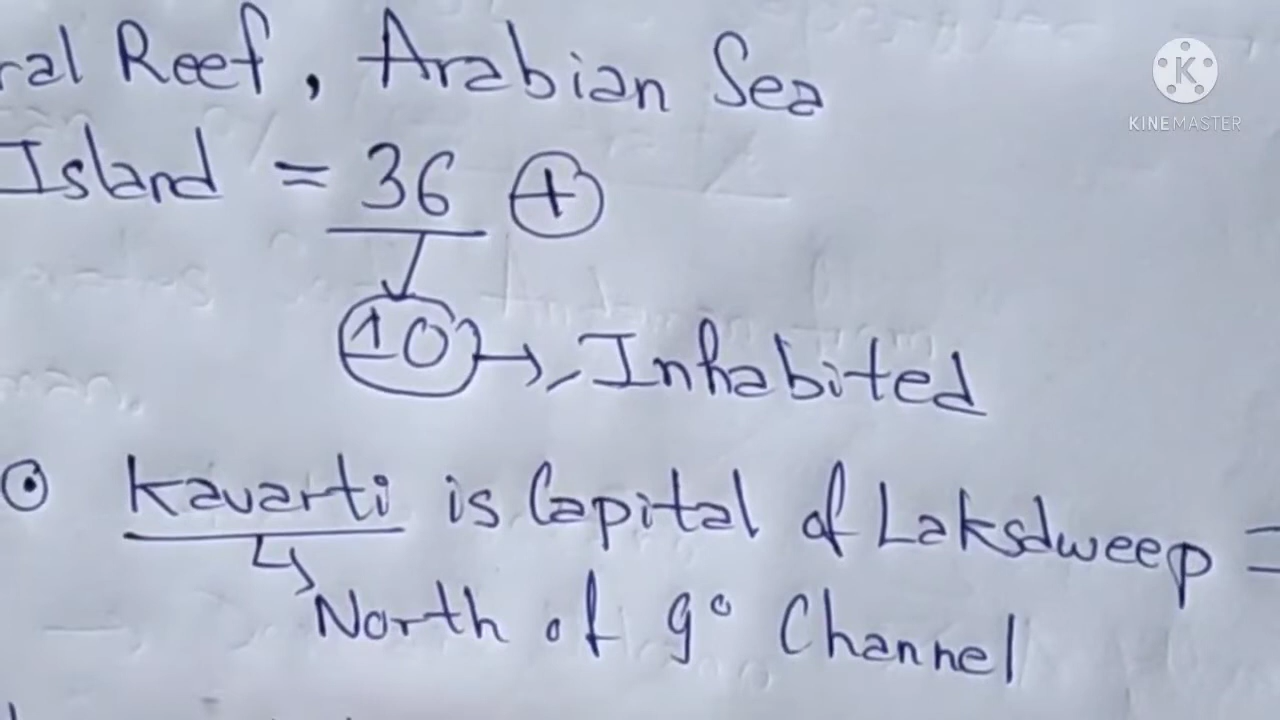 ral Reef, Arabian Sea
Island = 36 +
10 → Inhabited
Kavarti is Capital of Laksdweep =
North of 9° Channel
K
KINEMASTER